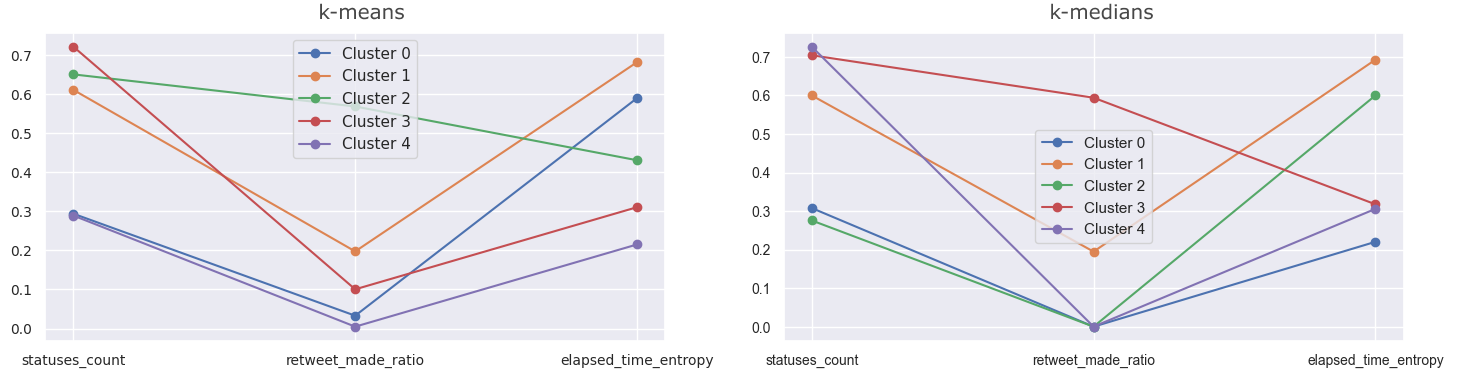 k-means
0.7
0.6
0.5
0.4
0.3
0.2
0.1
0.0
Cluster 0
Cluster 1
Cluster 2
Cluster 3
Cluster 4
statuses_count retweet_made_ratio elapsed_time_entropy
k-medians
0.7
0.6
0.5
0.4
0.3
0.2
0.1
0.0
Cluster 0
Cluster 1
Cluster 2
Cluster 3
Cluster 4
statuses_count retweet_made_ratio elapsed_time_entropy